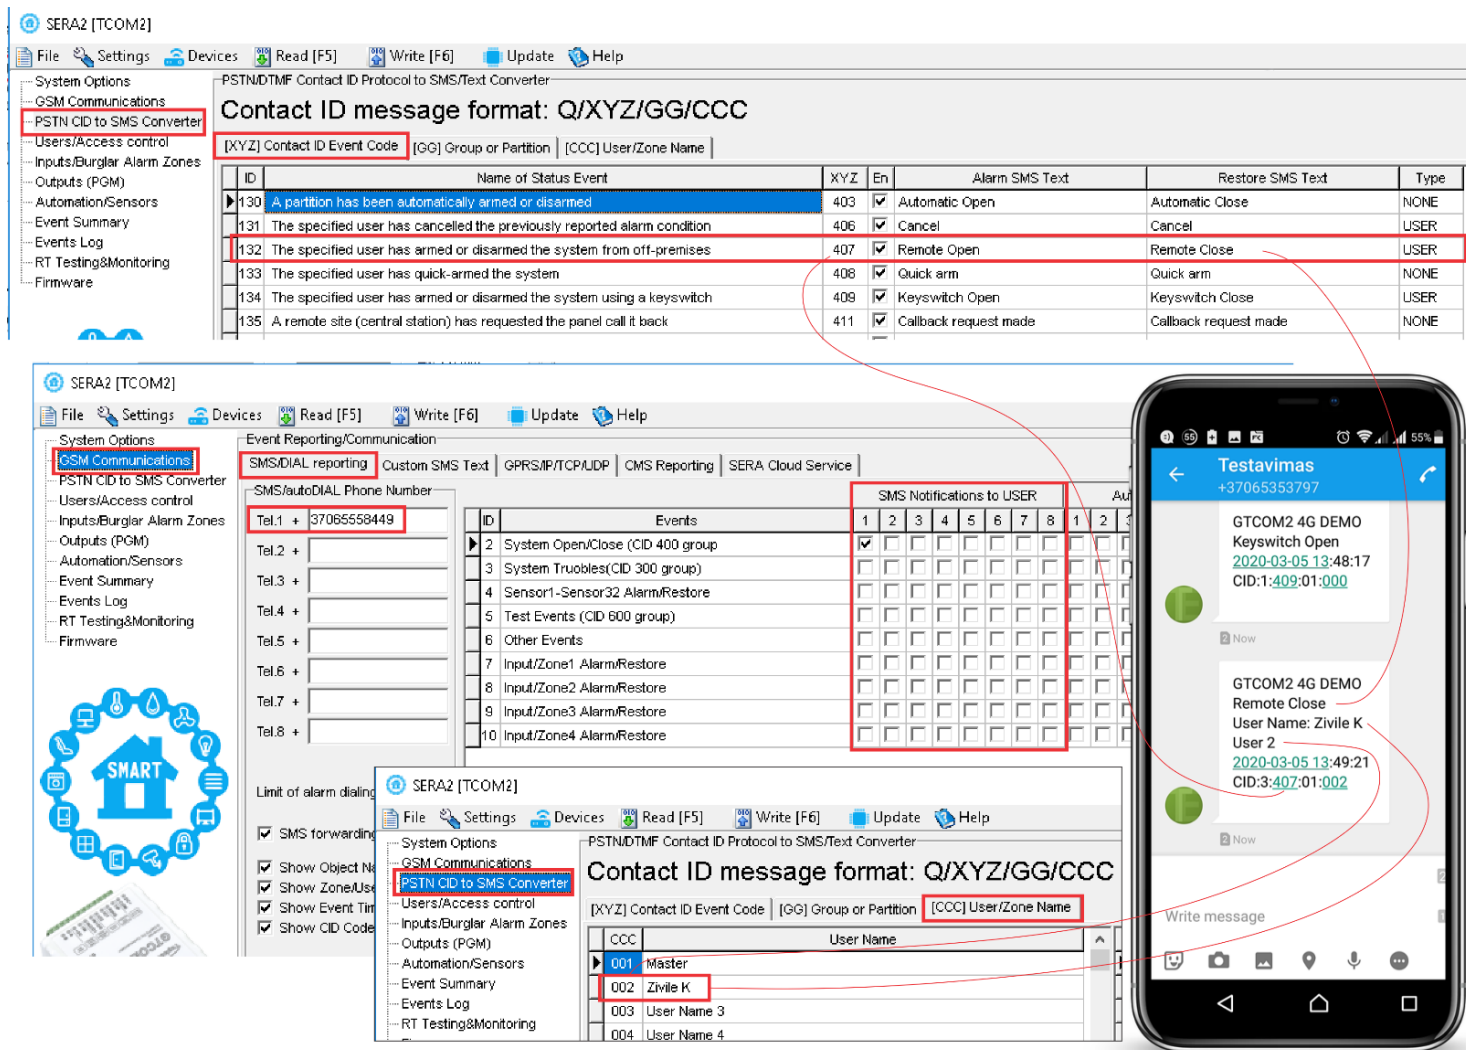 SERA2 [TCOM2]
File Settings Devices Read [F5] Write [F6] Update Help
System Options
GSM Communications
PSTN CID to SMS Converter
Users/Access control
Inputs/Burglar Alarm Zones
Outputs (PGM)
Automation/Sensors
Event Summary
Events Log
RT Testing&Monitoring
Firmware
PSTN/DTMF Contact ID Protocol to SMS/Text Converter
Contact ID message format: Q/XYZ/GG/CCC
[XYZ] Contact ID Event Code [GG] Group or Partition [CCC] User/Zone Name
ID Name of Status Event XYZ En Alarm SMS Text Restore SMS Text Type
130 A partition has been automatically armed or disarmed 403 Automatic Open Automatic Close NONE
131 The specified user has cancelled the previously reported alarm condition 406 Cancel Cancel USER
132 The specified user has armed or disarmed the system from off-premises 407 Remote Open Remote Close USER
133 The specified user has quick-armed the system 408 Quick arm Quick arm NONE
134 The specified user has armed or disarmed the system using a keyswitch 409 Keyswitch Open Keyswitch Close USER
135 A remote site (central station) has requested the panel call it back 411 Callback request made Callback request made NONE
SERA2 [TCOM2]
File Settings Devices Read [F5] Write [F6] Update Help
System Options
GSM Communications
PSTN CID to SMS Converter
Users/Access control
Inputs/Burglar Alarm Zones
Outputs (PGM)
Automation/Sensors
Event Summary
Events Log
RT Testing&Monitoring
Firmware
SMART
Event Reporting/Communication
SMS/DIAL reporting Custom SMS Text GPRS/IP/TCP/UDP CMS Reporting SERA Cloud Service
SMS/autoDIAL Phone Number
Tel.1 + 37065558449
Tel.2 +
Tel.3 +
Tel.4 +
Tel.5 +
Tel.6 +
Tel.7 +
Tel.8 +
SMS Notifications to USER
ID Events 1 2 3 4 5 6 7 8 1 2
2 System Open/Close (CID 400 group
3 System Truobles(CID 300 group)
4 Sensor1-Sensor32 Alarm/Restore
5 Test Events (CID 600 group)
6 Other Events
7 Input/Zone1 Alarm/Restore
8 Input/Zone2 Alarm/Restore
9 Input/Zone3 Alarm/Restore
10 Input/Zone4 Alarm/Restore
Limit of alarm dialing
SMS forwarding
Show Object
Show
Show Event
Show CID Code
SERA2 [TCOM2]
File Settings Devices Read [F5] Write [F6] Update Help
System Options
GSM Communications
PSTN CID to SMS Converter
Users/Access control
Inputs/Burglar Alarm Zones
Outputs (PGM)
Automation/Sensors
Event Summary
Events Log
RT Testing&Monitoring
PSTN/DTMF Contact ID Protocol to SMS/Text Converter
Contact ID message format: Q/XYZ/GG/CCC
[XYZ] Contact ID Event Code [GG] Group or Partition [CCC] User/Zone Name
CCC User Name
001 Master
002 Zivile K
003 User Name 3
004 User Name 4
55 55%
Testavimas
+37065353797
GTCOM2 4G DEMO
Keyswitch Open
2020-03-05 13:48:17
CID:1:409:01:000
2 Now
GTCOM2 4G DEMO
Remote Close
User Name: Zivile K
User 2
2020-03-05 13:49:21
CID:3:407:01:002
2 Now
Write message